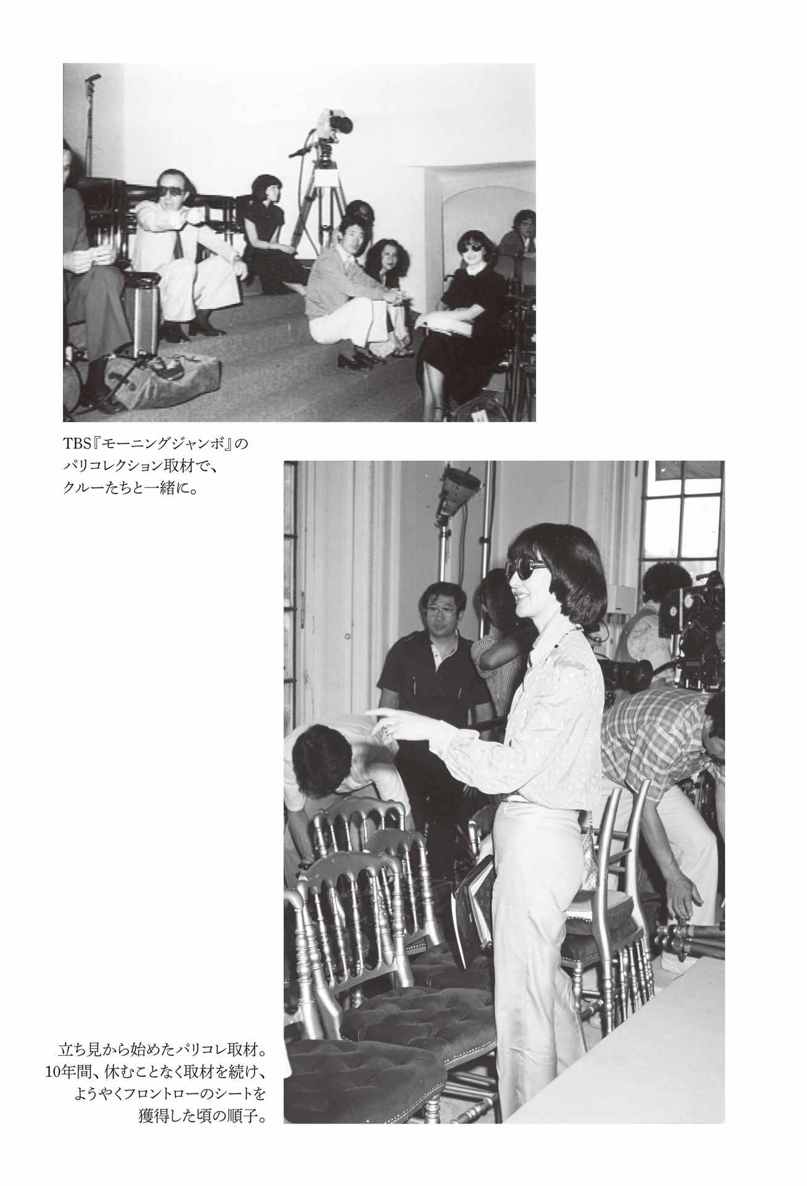 TBS『モーニングジャンボ』の
パリコレクション取材で、
クルーたちと一緒に。
立ち見から始めたパリコレ取材。
10年間、休むことなく取材を続け、
ようやくフロントローのシートを
獲得した頃の順子。